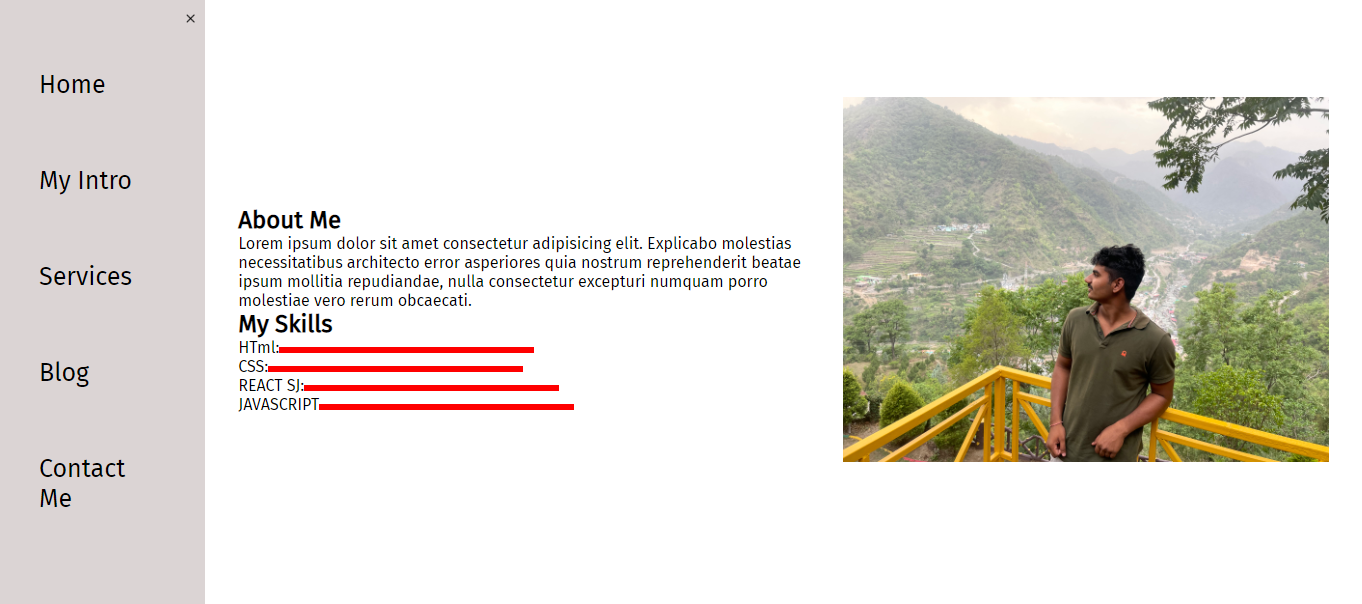 ×
Home
My Intro
Services
Blog
Contact
Me
About Me
Lorem ipsum dolor sit amet consectetur adipisicing elit. Explicabo molestias
necessitatibus architecto error asperiores quia nostrum reprehenderit beatae
ipsum mollitia repudiandae, nulla consectetur excepturi numquam porro
molestiae vero rerum obcaecati.
My Skills
HTml:
CSS:
REACT SJ:
JAVASCRIPT